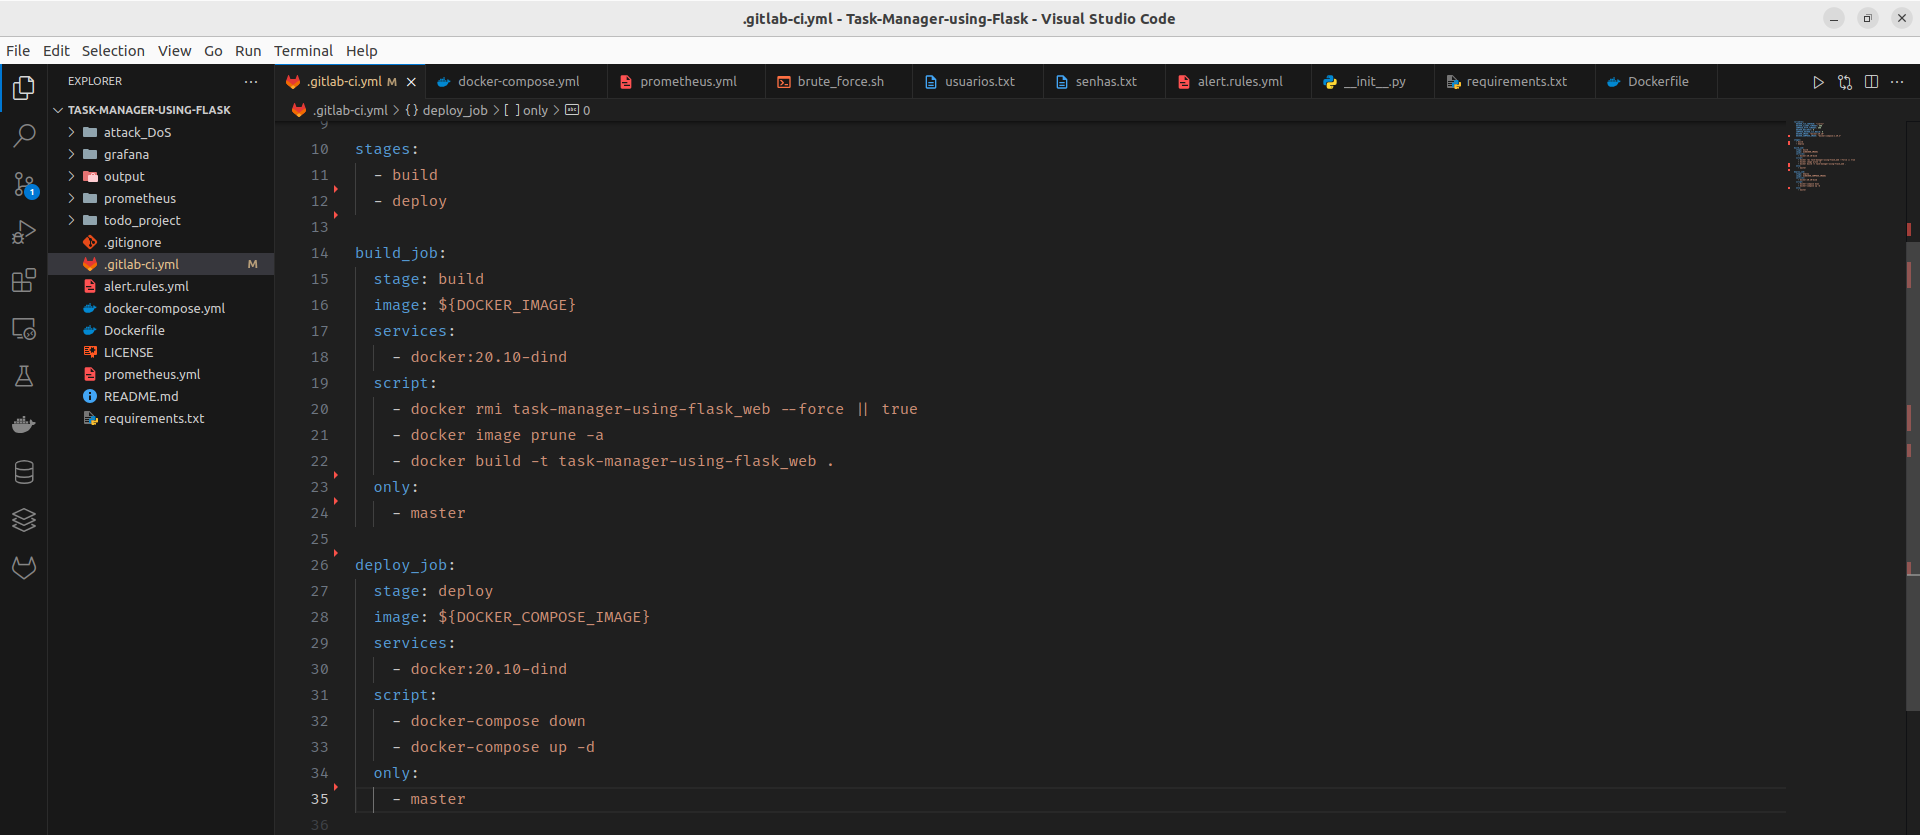 .gitlab-ci.yml - Task-Manager-using-Flask - Visual Studio Code
File Edit Selection View Go Run Terminal Help
EXPLORER
.gitlab-ci.yml M
docker-compose.yml
prometheus.yml
brute_force.sh
usuarios.txt
senhas.txt
alert.rules.yml
__init__.py
requirements.txt
Dockerfile
.gitlab-ci.yml > {} deploy_job > [ ] only > abc 0
TASK-MANAGER-USING-FLASK
attack_DoS
grafana
output
prometheus
todo_project
.gitignore
.gitlab-ci.yml M
alert.rules.yml
docker-compose.yml
Dockerfile
LICENSE
prometheus.yml
README.md
requirements.txt
1
9
10 stages:
11 - build
12 - deploy
13
14 build_job:
15 stage: build
16 image: ${DOCKER_IMAGE}
17 services:
18 - docker:20.10-dind
19 script:
20 - docker rmi task-manager-using-flask_web --force || true
21 - docker image prune -a
22 - docker build -t task-manager-using-flask_web .
23 only:
24 - master
25
26 deploy_job:
27 stage: deploy
28 image: ${DOCKER_COMPOSE_IMAGE}
29 services:
30 - docker:20.10-dind
31 script:
32 - docker-compose down
33 - docker-compose up -d
34 only:
35 - master
36